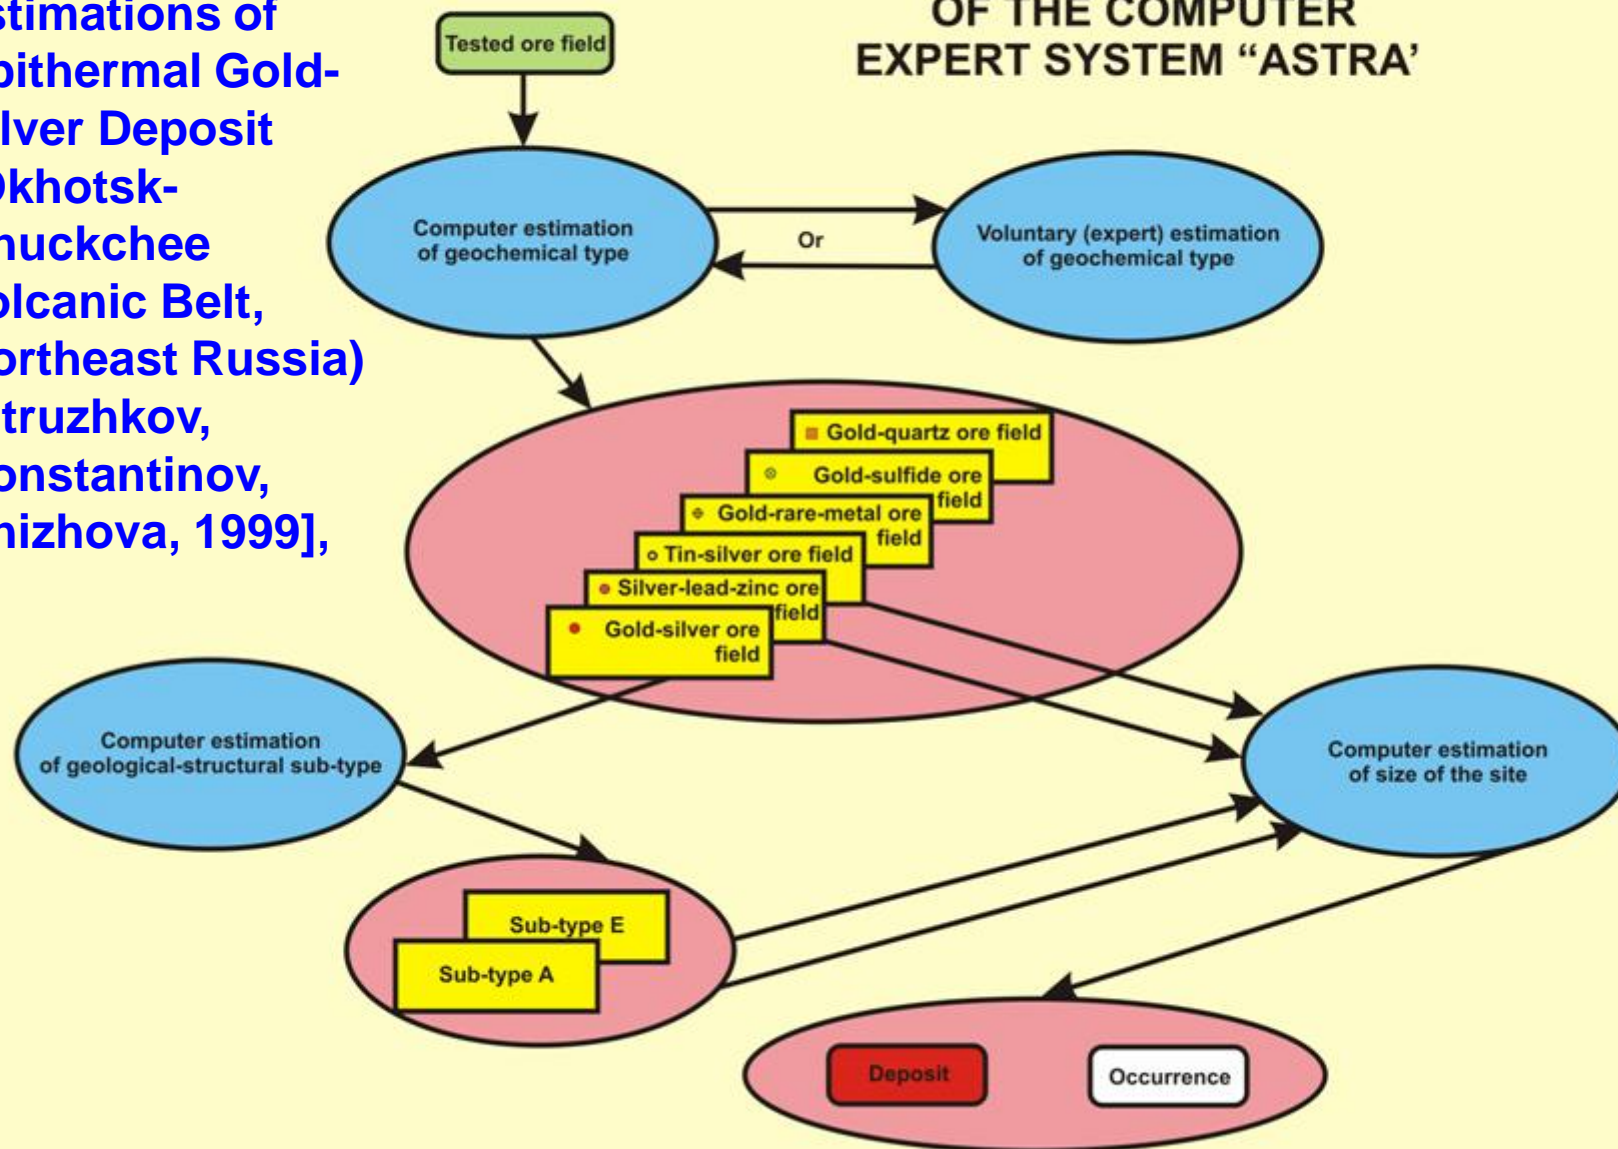 stimations of
pithermal Gold-
lver Deposit
Okhotsk-
huckchee
olcanic Belt,
ortheast Russia)
truzhkov,
onstantinov,
hizhova, 1999],
OF THE COMPUTER
EXPERT SYSTEM “ASTRA’
Tested ore field
Computer estimation
of geochemical type
Or
Voluntary (expert) estimation
of geochemical type
Gold-quartz ore field
Gold-sulfide ore
field
Gold-rare-metal ore
field
Tin-silver ore field
Silver-lead-zinc ore
field
Gold-silver ore
field
Computer estimation
of geological-structural sub-type
Computer estimation
of size of the site
Sub-type E
Sub-type A
Deposit
Occurrence